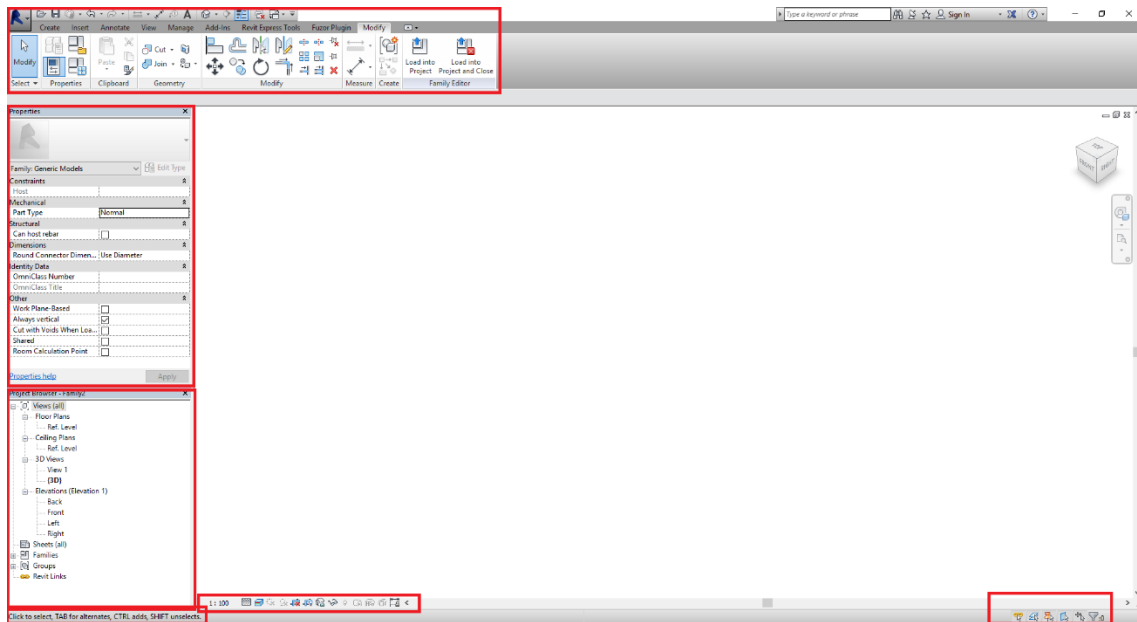 Type a keyword or phrase
Sign In
Create Insert Annotate View Manage Add-Ins Revit Express Tools Fuzor Plugin Modify
Modify Paste Cut Join Load into Project Load into Project and Close
Select Properties Clipboard Geometry Modify Measure Create Family Editor
Properties
Family: Generic Models Edit Type
Constraints
Host
Mechanical
Part Type Normal
Structural
Can host rebar
Dimensions
Round Connector Dimen... Use Diameter
Identity Data
OmniClass Number
OmniClass Title
Other
Work Plane-Based
Always vertical
Cut with Voids When Loa...
Shared
Room Calculation Point
Properties help Apply
Project Browser - Family2
Views (all)
Floor Plans
Ref. Level
Ceiling Plans
Ref. Level
3D Views
View 1
{3D}
Elevations (Elevation 1)
Back
Front
Left
Right
Sheets (all)
Families
Groups
Revit Links
TOP
FRONT
1 : 100
Click to select, TAB for alternates, CTRL adds, SHIFT unselects.
:0